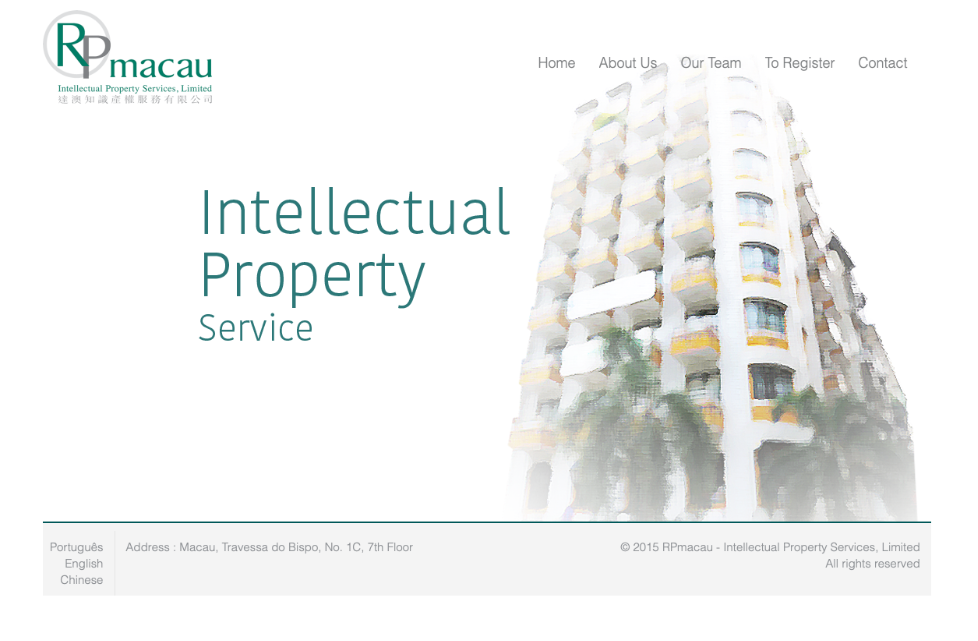 RPmacau
Intellectual Property Services, Limited
達澳知識產權服務有限公司
Home About Us Our Team To Register Contact
Intellectual
Property
Service
Português
English
Chinese
Address : Macau, Travessa do Bispo, No. 1C, 7th Floor
© 2015 RPmacau - Intellectual Property Services, Limited
All rights reserved